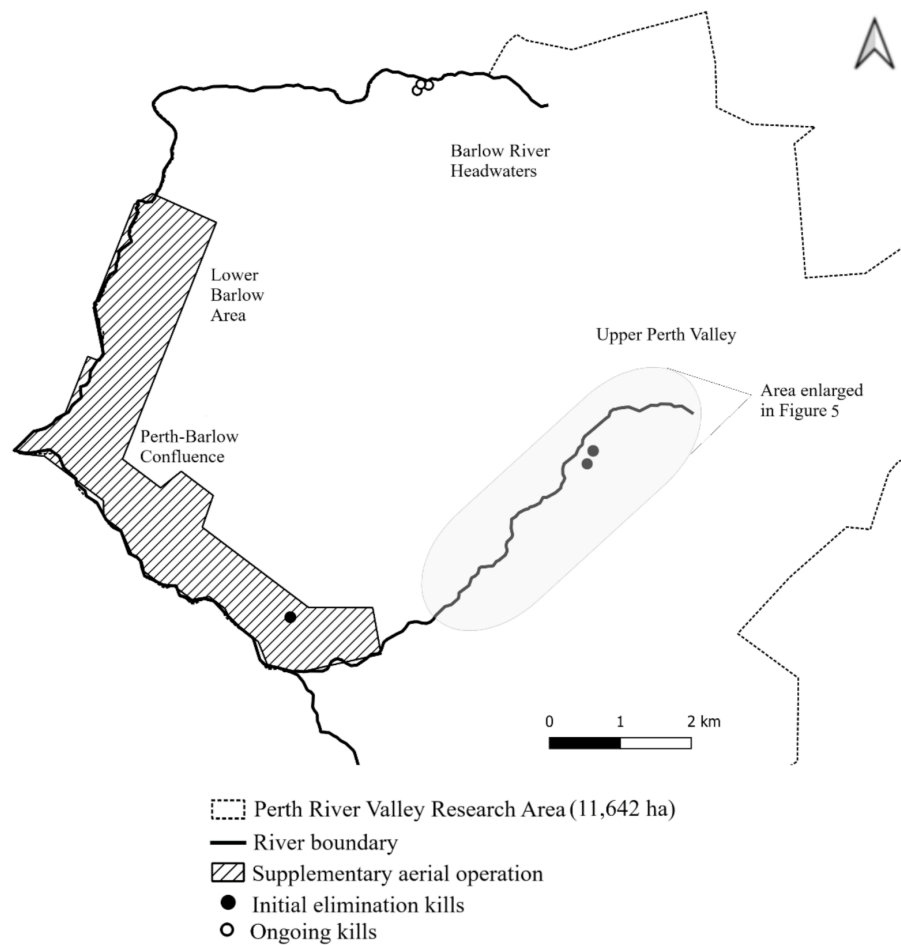 Barlow River
Headwaters
Lower
Barlow
Area
Upper Perth Valley
Area enlarged
in Figure 5
Perth-Barlow
Confluence
0 1 2 km
Perth River Valley Research Area (11,642 ha)
River boundary
Supplementary aerial operation
Initial elimination kills
Ongoing kills